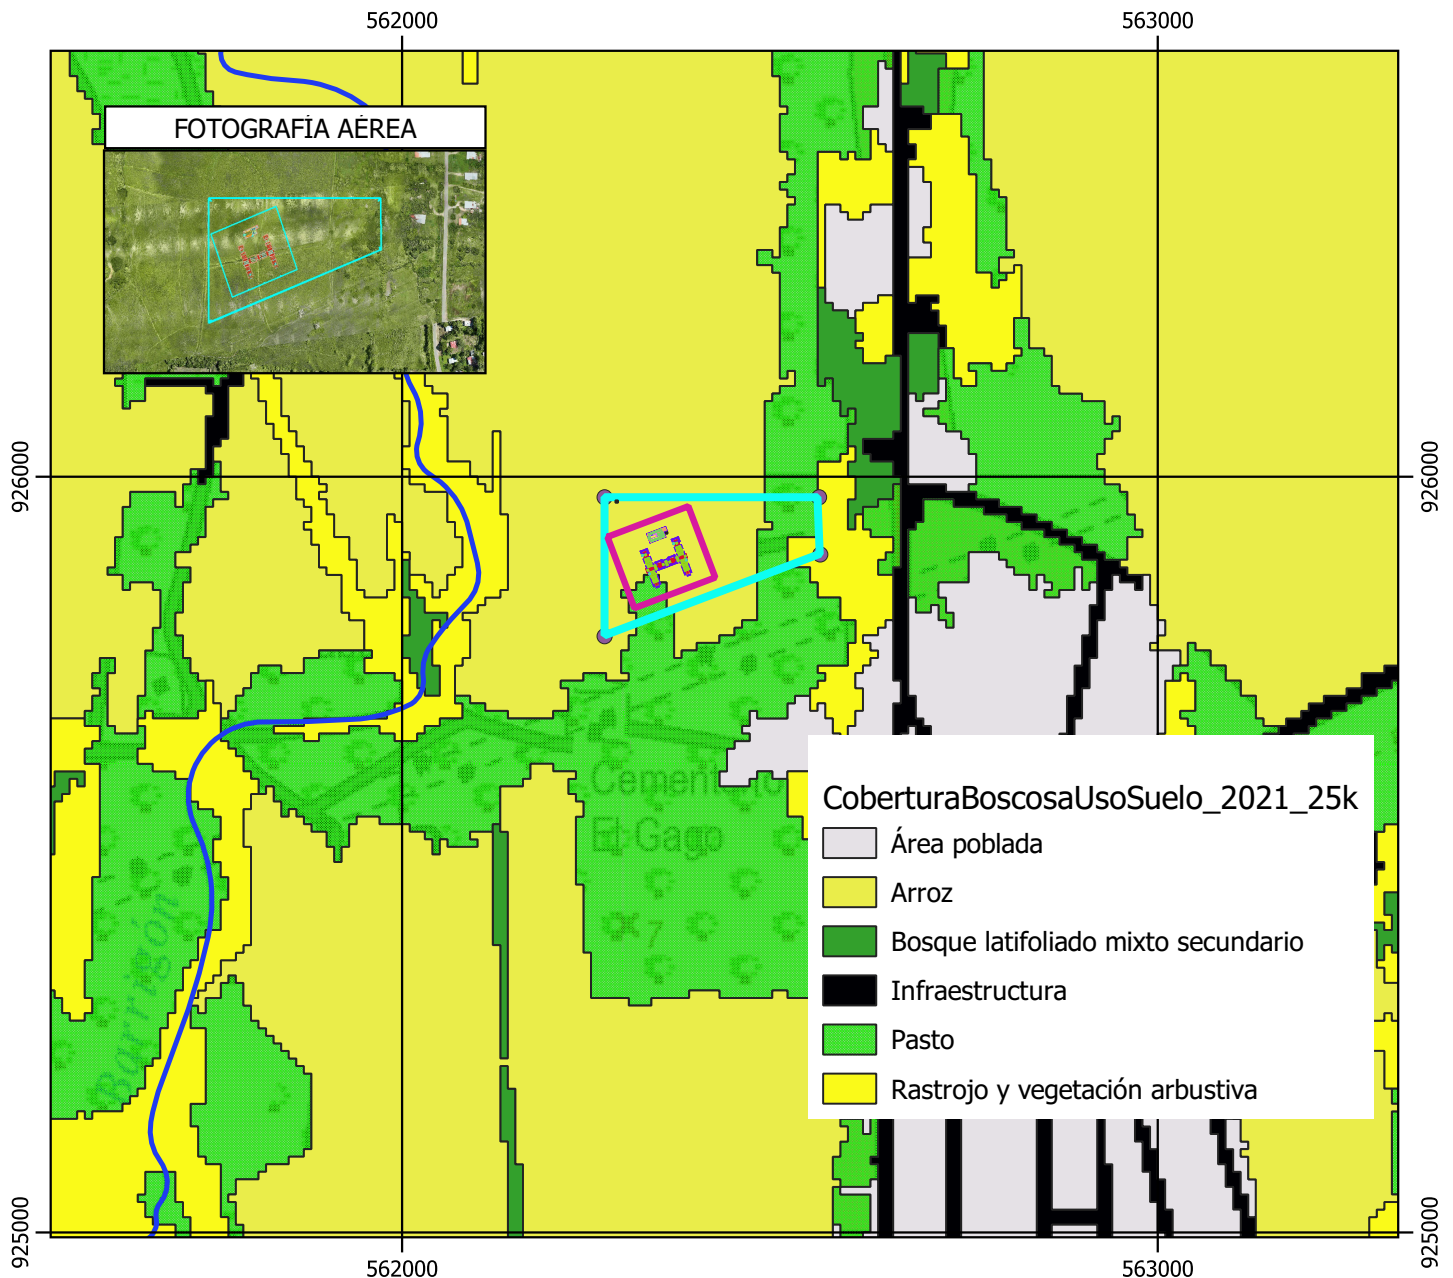 562000
563000
FOTOGRAFÍA AÉREA
926000
926000
Cementerio
El Gago
7
Barrigón
CoberturaBoscosaUsoSuelo_2021_25k
Área poblada
Arroz
Bosque latifoliado mixto secundario
Infraestructura
Pasto
Rastrojo y vegetación arbustiva
925000
925000
562000
563000